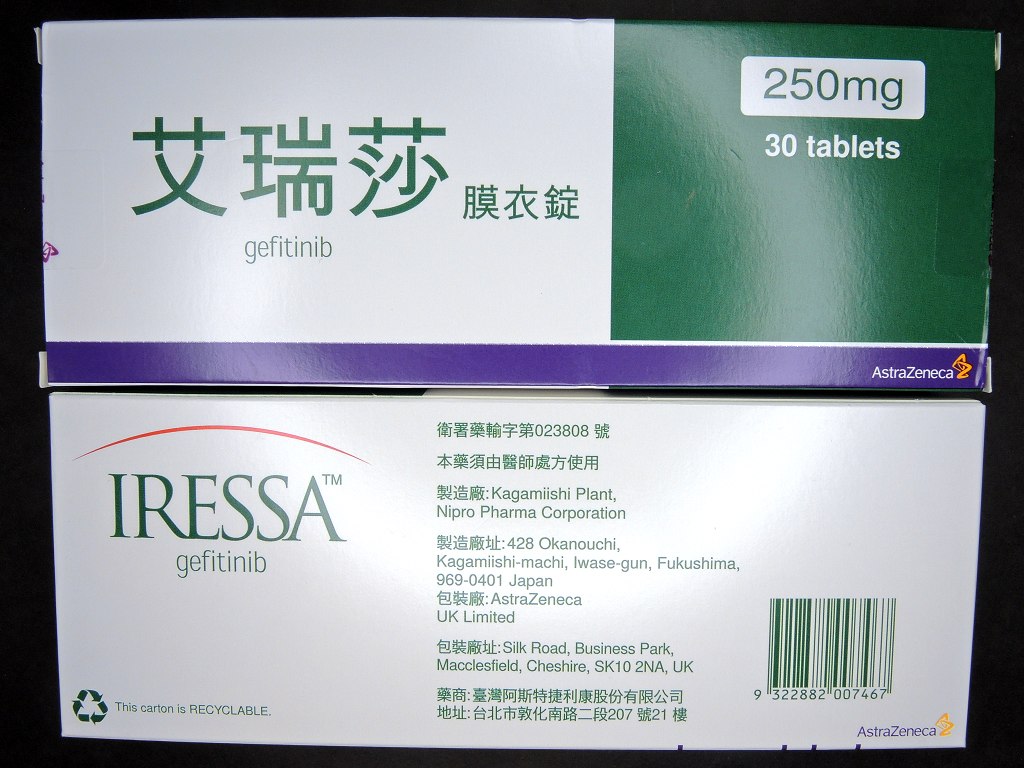 艾瑞莎 膜衣錠
gefitinib
250mg
30 tablets
AstraZeneca
IRESSA™
gefitinib
This carton is RECYCLABLE.
衛署藥輸字第023808 號
本藥須由醫師處方使用
製造廠:Kagamiishi Plant,
Nipro Pharma Corporation
製造廠址:428 Okanouchi,
Kagamiishi-machi, Iwase-gun, Fukushima,
969-0401 Japan
包裝廠:AstraZeneca
UK Limited
包裝廠址:Silk Road, Business Park,
Macclesfield, Cheshire, SK10 2NA, UK
藥商:臺灣阿斯特捷利康股份有限公司
地址:台北市敦化南路二段207 號21 樓
9 322882 007467
AstraZeneca